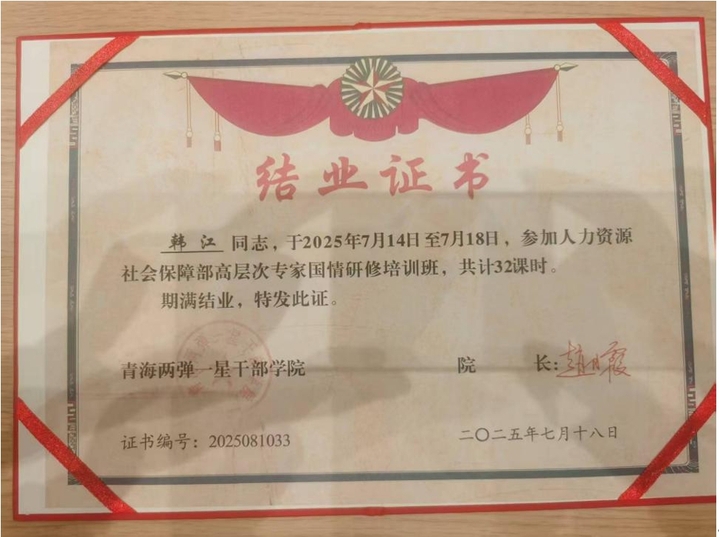 结业证书
韩江 同志，于2025年7月14日至7月18日，参加人力资源
社会保障部高层次专家国情研修培训班，共计32课时。
期满结业，特发此证。
青海两弹一星干部学院 院 长：赵月霞
证书编号：2025081033 二〇二五年七月十八日